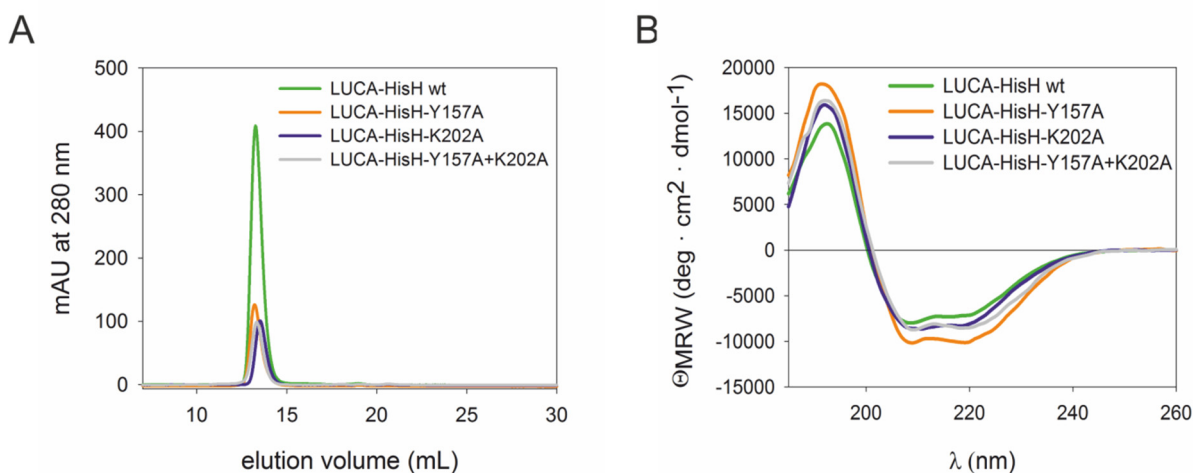 A
mAU at 280 nm
500
400
300
200
100
0
LUCA-HisH wt
LUCA-HisH-Y157A
LUCA-HisH-K202A
LUCA-HisH-Y157A+K202A
10
15
20
25
30
elution volume (mL)
B
ΘMRW (deg · cm² · dmol-¹)
20000
15000
10000
5000
0
-5000
-10000
-15000
LUCA-HisH wt
LUCA-HisH-Y157A
LUCA-HisH-K202A
LUCA-HisH-Y157A+K202A
200
220
240
260
λ (nm)